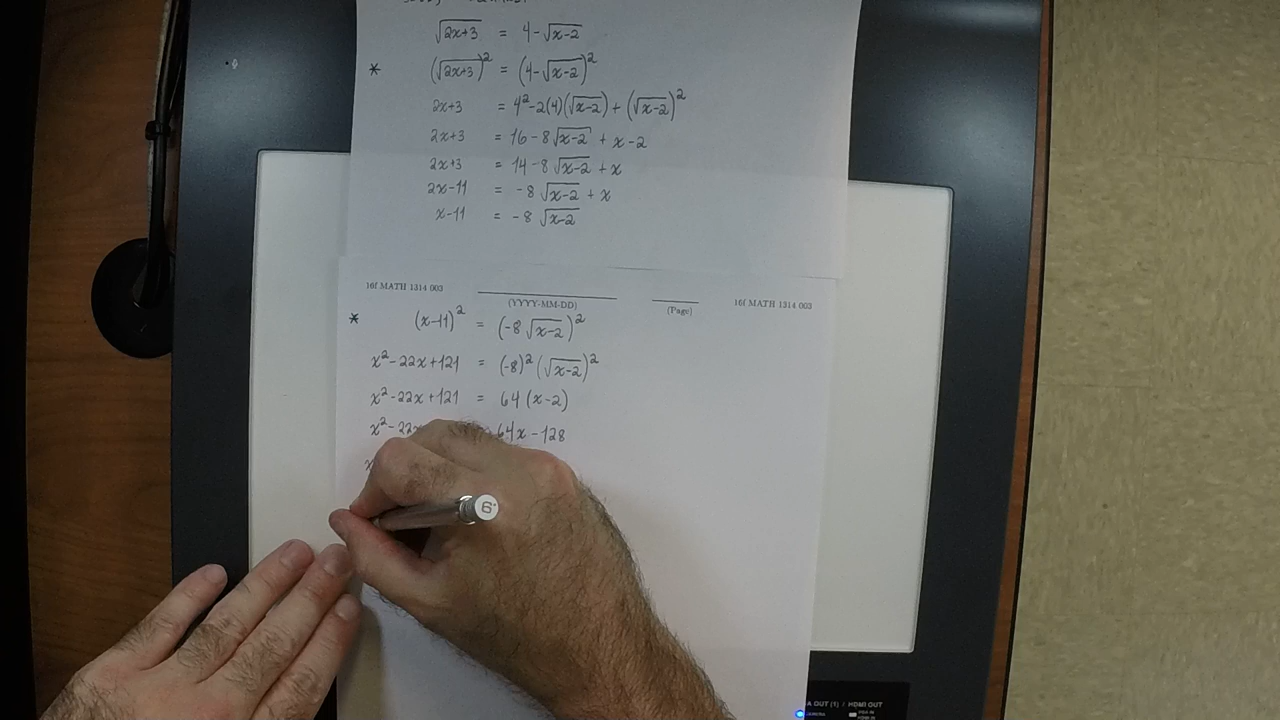 √(2x+3) = 4-√(x-2)
* (√(2x+3))² = (4-√(x-2))²
2x+3 = 4²-2(4)(√(x-2))+(√(x-2))²
2x+3 = 16-8√(x-2)+x-2
2x+3 = 14-8√(x-2)+x
2x-11 = -8√(x-2)+x
x-11 = -8√(x-2)
16f MATH 1314 003 (YYYY-MM-DD) (Page) 16f MATH 1314 003
* (x-11)² = (-8√(x-2))²
x²-22x+121 = (-8)²(√(x-2))²
x²-22x+121 = 64(x-2)
x²-22x 64x-128
x
6